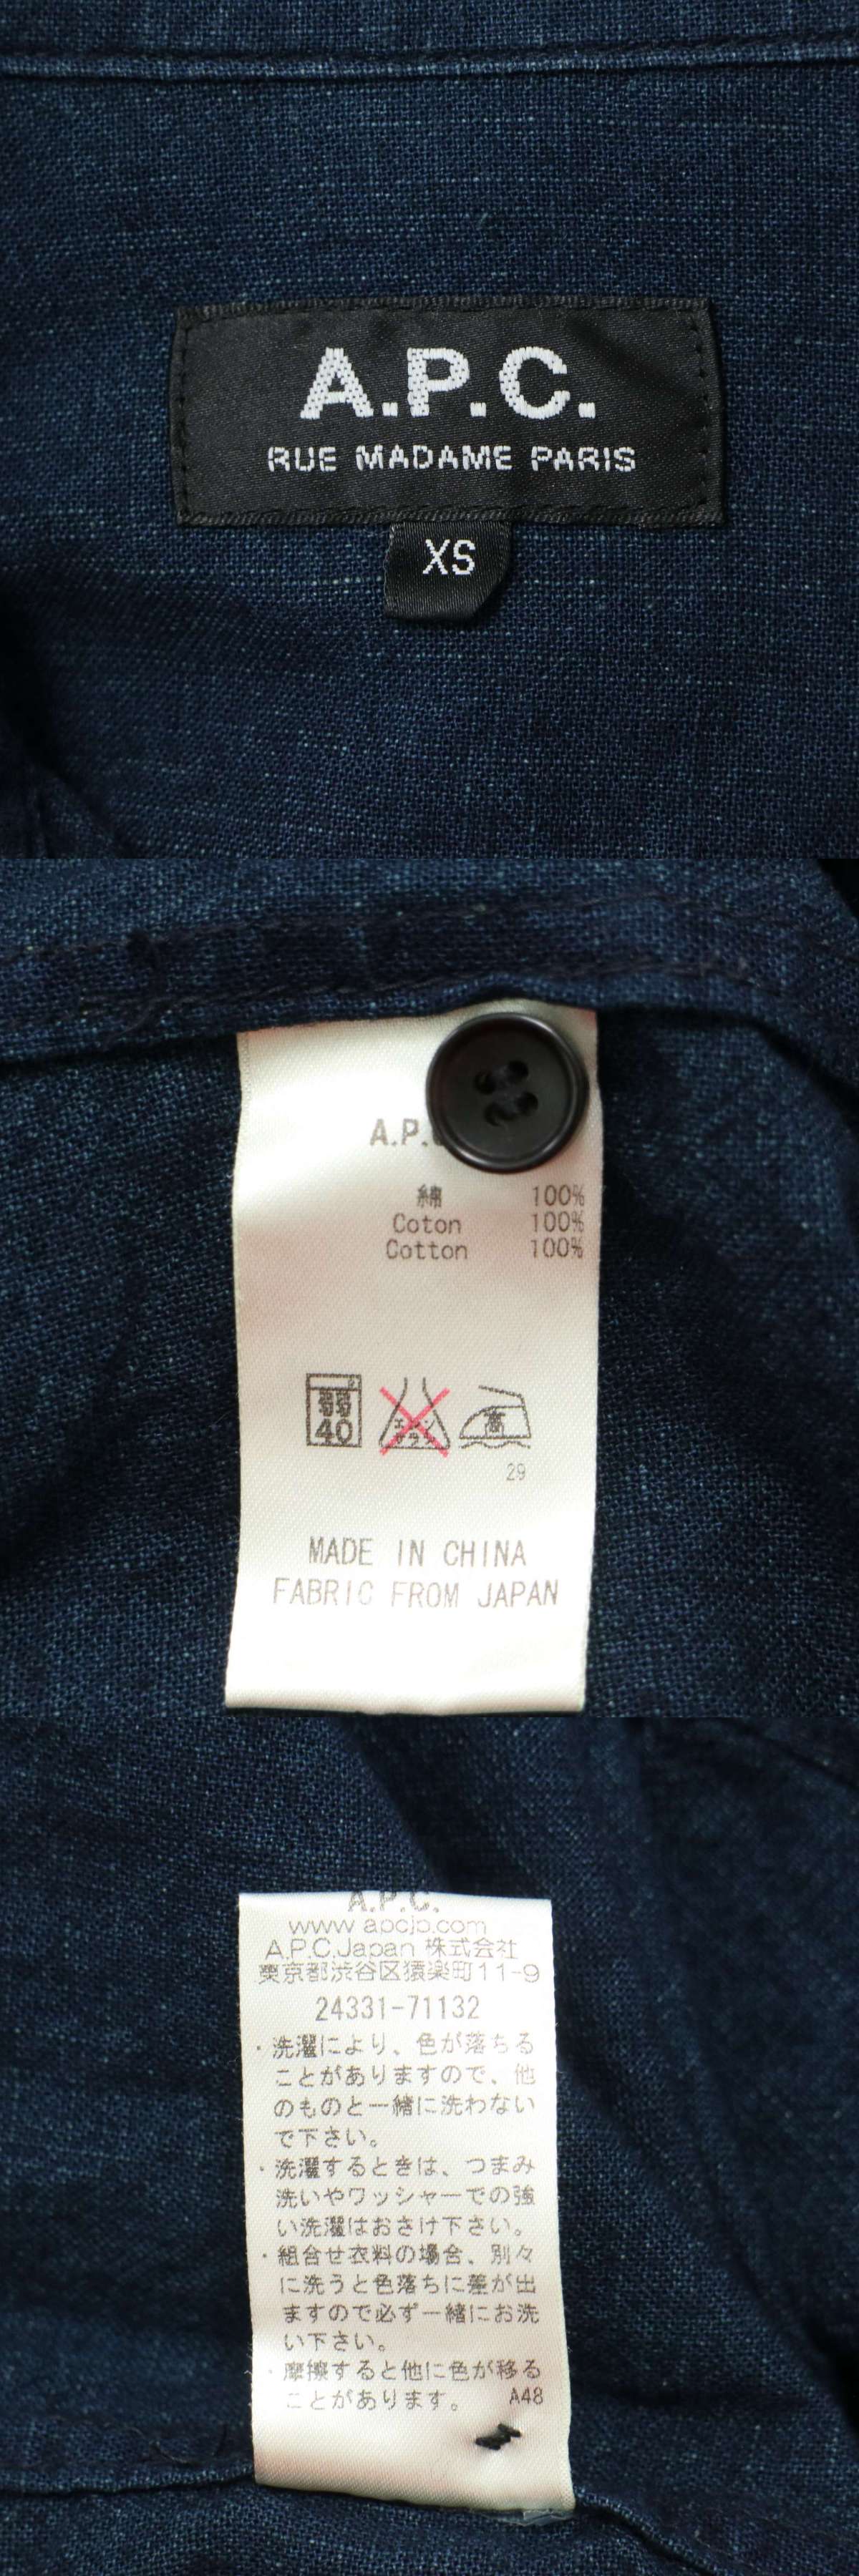 A.P.C.
RUE MADAME PARIS
XS
A.P.
綿 100%
Coton 100%
Cotton 100%
弱
40
エンソ
サラシ
高
29
MADE IN CHINA
FABRIC FROM JAPAN
A.P.C.
www.apcjp.com
A.P.C.Japan 株式会社
東京都渋谷区猿楽町11-9
24331-71132
・洗濯により、色が落ちる
ことがありますので、他
のものと一緒に洗わない
で下さい。
・洗濯するときは、つまみ
洗いやワッシャーでの強
い洗濯はおさけ下さい。
・組合せ衣料の場合、別々
に洗うと色落ちに差が出
ますので必ず一緒にお洗
い下さい。
・摩擦すると他に色が移る
ことがあります。 A48